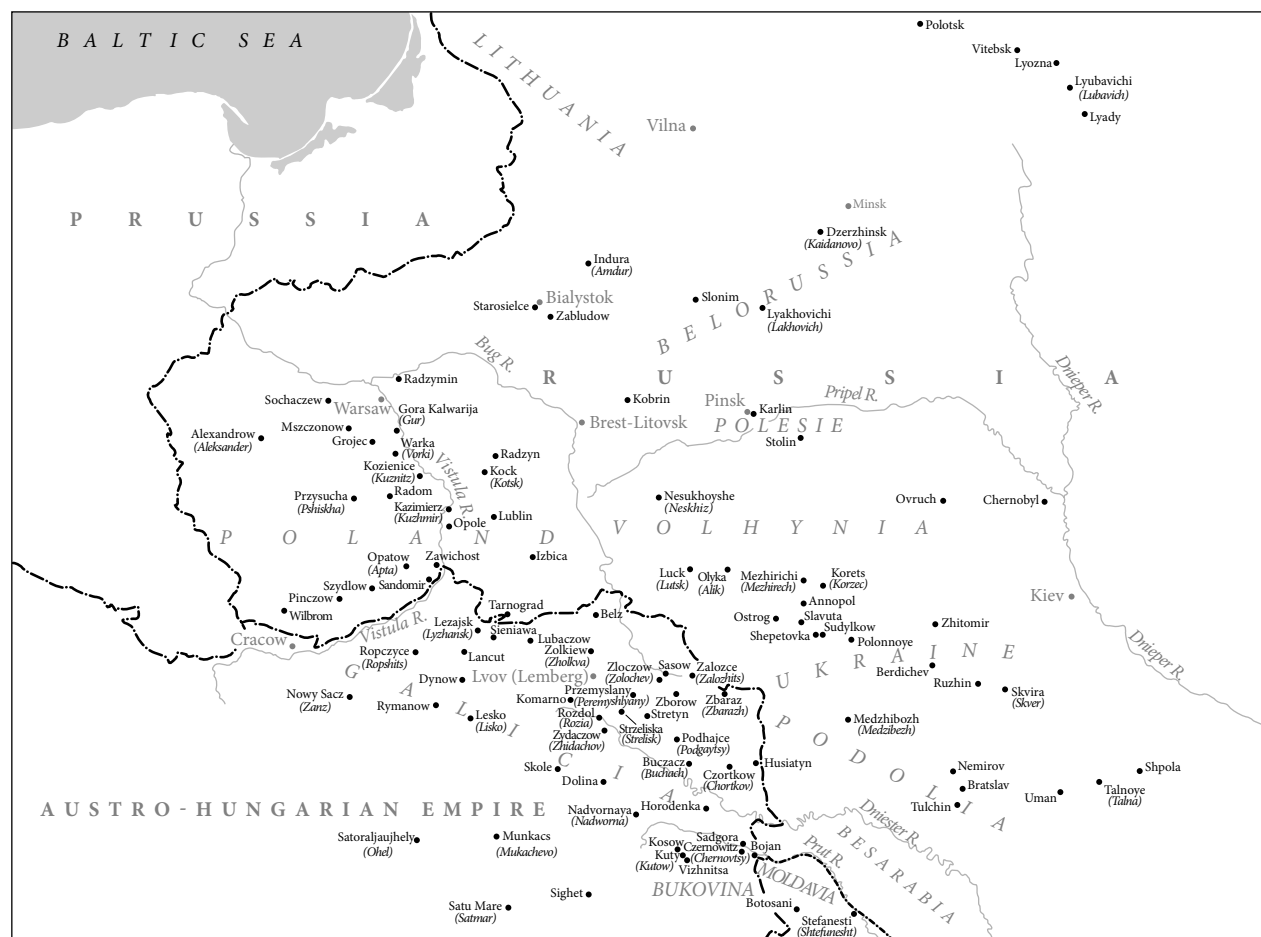 BALTIC SEA
LITHUANIA
Polotsk
Vitebsk
Lyozna
Lyubavichi
(Lubavich)
Lyady
Vilna
PRUSSIA
Minsk
Dzerzhinsk
(Kaidanovo)
Indura
(Amdur)
BELORUSSIA
Bialystok
Starosielce
Zabludow
Slonim
Lyakhovichi
(Lakhovich)
Bug R.
RUSSIA
Dnieper R.
Radzymin
Sochaczew
Warsaw
Gora Kalwarija
(Gur)
Kobrin
Pinsk
Karlin
Pripel R.
Brest-Litovsk
POLESIE
Stolin
Mszczonow
Alexandrow
(Aleksander)
Grojec
Warka
(Vorki)
Radzyn
Kozienice
(Kuznitz)
Vistula R.
Kock
(Kotsk)
Przysucha
(Pshiskha)
Radom
Kazimierz
(Kuzhmir)
Opole
Lublin
Nesukhoyshe
(Neskhiz)
Ovruch
Chernobyl
POLAND
VOLHYNIA
Izbica
Opatow
(Apta)
Zawichost
Szydlow
Sandomir
Pinczow
Wilbrom
Luck
(Lutsk)
Olyka
(Alik)
Mezhirichi
(Mezhirech)
Korets
(Korzec)
Annopol
Kiev
Ostrog
Slavuta
Sudylkow
Shepetovka
Polonnoye
Zhitomir
Tarnograd
Belz
Vistula R.
Lezajsk
(Lyzhansk)
Sieniawa
Lubaczow
Cracow
Ropczyce
(Ropshits)
Lancut
Zolkiew
(Zholkva)
Zloczow
(Zolochev)
Sasow
Zalozce
(Zalozhits)
UKRAINE
Berdichev
Dnieper R.
Ruzhin
Skvira
(Skver)
GALICIA
Dynow
Lvov (Lemberg)
Nowy Sacz
(Zanz)
Rymanow
Komarno
Przemyslany
(Peremyshlyany)
Zborow
Zbaraz
(Zbarazh)
Lesko
(Lisko)
Rozdol
(Rozia)
Strzeliska
(Strelisk)
Stretyn
Zydaczow
(Zhidachov)
Podhajce
(Podgaytsy)
Medzhibozh
(Medzibezh)
PODOLIA
Skole
Dolina
Buczacz
(Buchach)
Czortkow
(Chortkov)
Husiatyn
Nemirov
Bratslav
Tulchin
Uman
Shpola
Talnoye
(Talna)
AUSTRO-HUNGARIAN EMPIRE
Nadvornaya
(Nadworna)
Horodenka
Dniester R.
BESARABIA
Satoraljaujhely
(Ohel)
Munkacs
(Mukachevo)
Kosow
Sadgora
Czernowitz
(Chernovtsy)
Bojan
Prut R.
Kuty
(Kutow)
Vizhnitsa
MOLDAVIA
BUKOVINA
Sighet
Satu Mare
(Satmar)
Botosani
Stefanesti
(Shtefunesht)